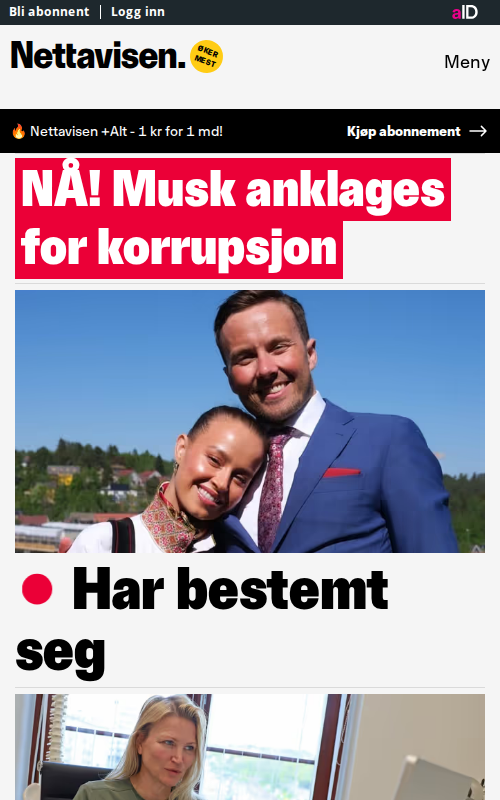 Bli abonnent | Logg inn
aID
Nettavisen.
ØKER
MEST
Meny
🔥 Nettavisen +Alt - 1 kr for 1 md!
Kjøp abonnement →
NÅ! Musk anklages
for korrupsjon
Har bestemt
seg